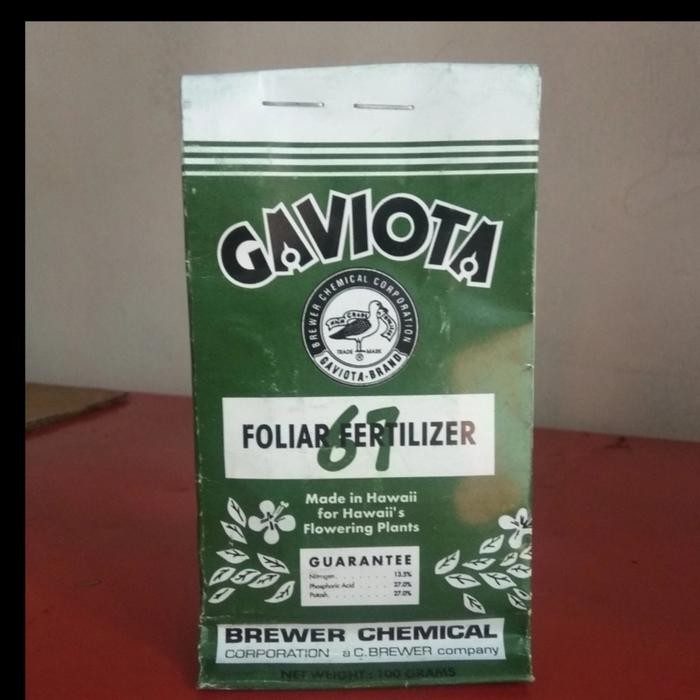 GAVIOTA
BREWER CHEMICAL CORPORATION
HIGH GRADE
TRADE MARK
®
GAVIOTA-BRAND
67
FOLIAR FERTILIZER
Made in Hawaii
for Hawaii's
Flowering Plants
GUARANTEE
Nitrogen . . . . . . . . 13.5%
Phosphoric Acid . . . . . 27.0%
Potash . . . . . . . . . 27.0%
BREWER CHEMICAL
CORPORATION a C. BREWER company
NET WEIGHT: 100 GRAMS